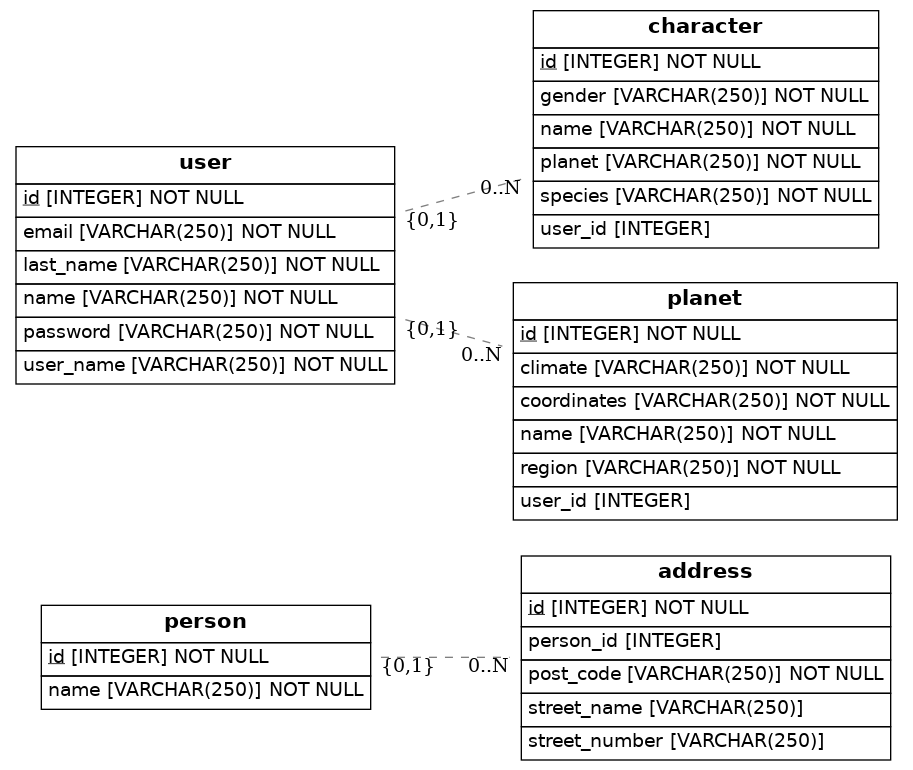 character
id [INTEGER] NOT NULL
gender [VARCHAR(250)] NOT NULL
name [VARCHAR(250)] NOT NULL
planet [VARCHAR(250)] NOT NULL
species [VARCHAR(250)] NOT NULL
user_id [INTEGER]
user
id [INTEGER] NOT NULL
email [VARCHAR(250)] NOT NULL
last_name [VARCHAR(250)] NOT NULL
name [VARCHAR(250)] NOT NULL
password [VARCHAR(250)] NOT NULL
user_name [VARCHAR(250)] NOT NULL
0..N
{0,1}
{0,1}
0..N
planet
id [INTEGER] NOT NULL
climate [VARCHAR(250)] NOT NULL
coordinates [VARCHAR(250)] NOT NULL
name [VARCHAR(250)] NOT NULL
region [VARCHAR(250)] NOT NULL
user_id [INTEGER]
person
id [INTEGER] NOT NULL
name [VARCHAR(250)] NOT NULL
{0,1}
0..N
address
id [INTEGER] NOT NULL
person_id [INTEGER]
post_code [VARCHAR(250)] NOT NULL
street_name [VARCHAR(250)]
street_number [VARCHAR(250)]